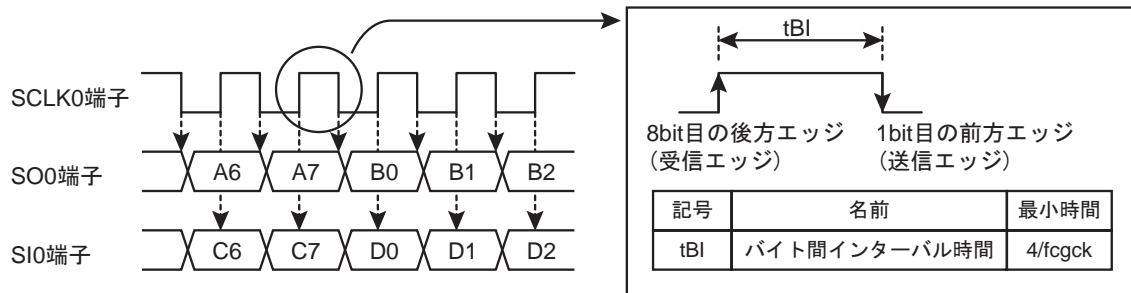 tBI
SCLK0端子
8bit目の後方エッジ
(受信エッジ)
1bit目の前方エッジ
(送信エッジ)
SO0端子
A6 A7 B0 B1 B2
SI0端子
C6 C7 D0 D1 D2
記号 名前 最小時間
tBI バイト間インターバル時間 4/fcgck